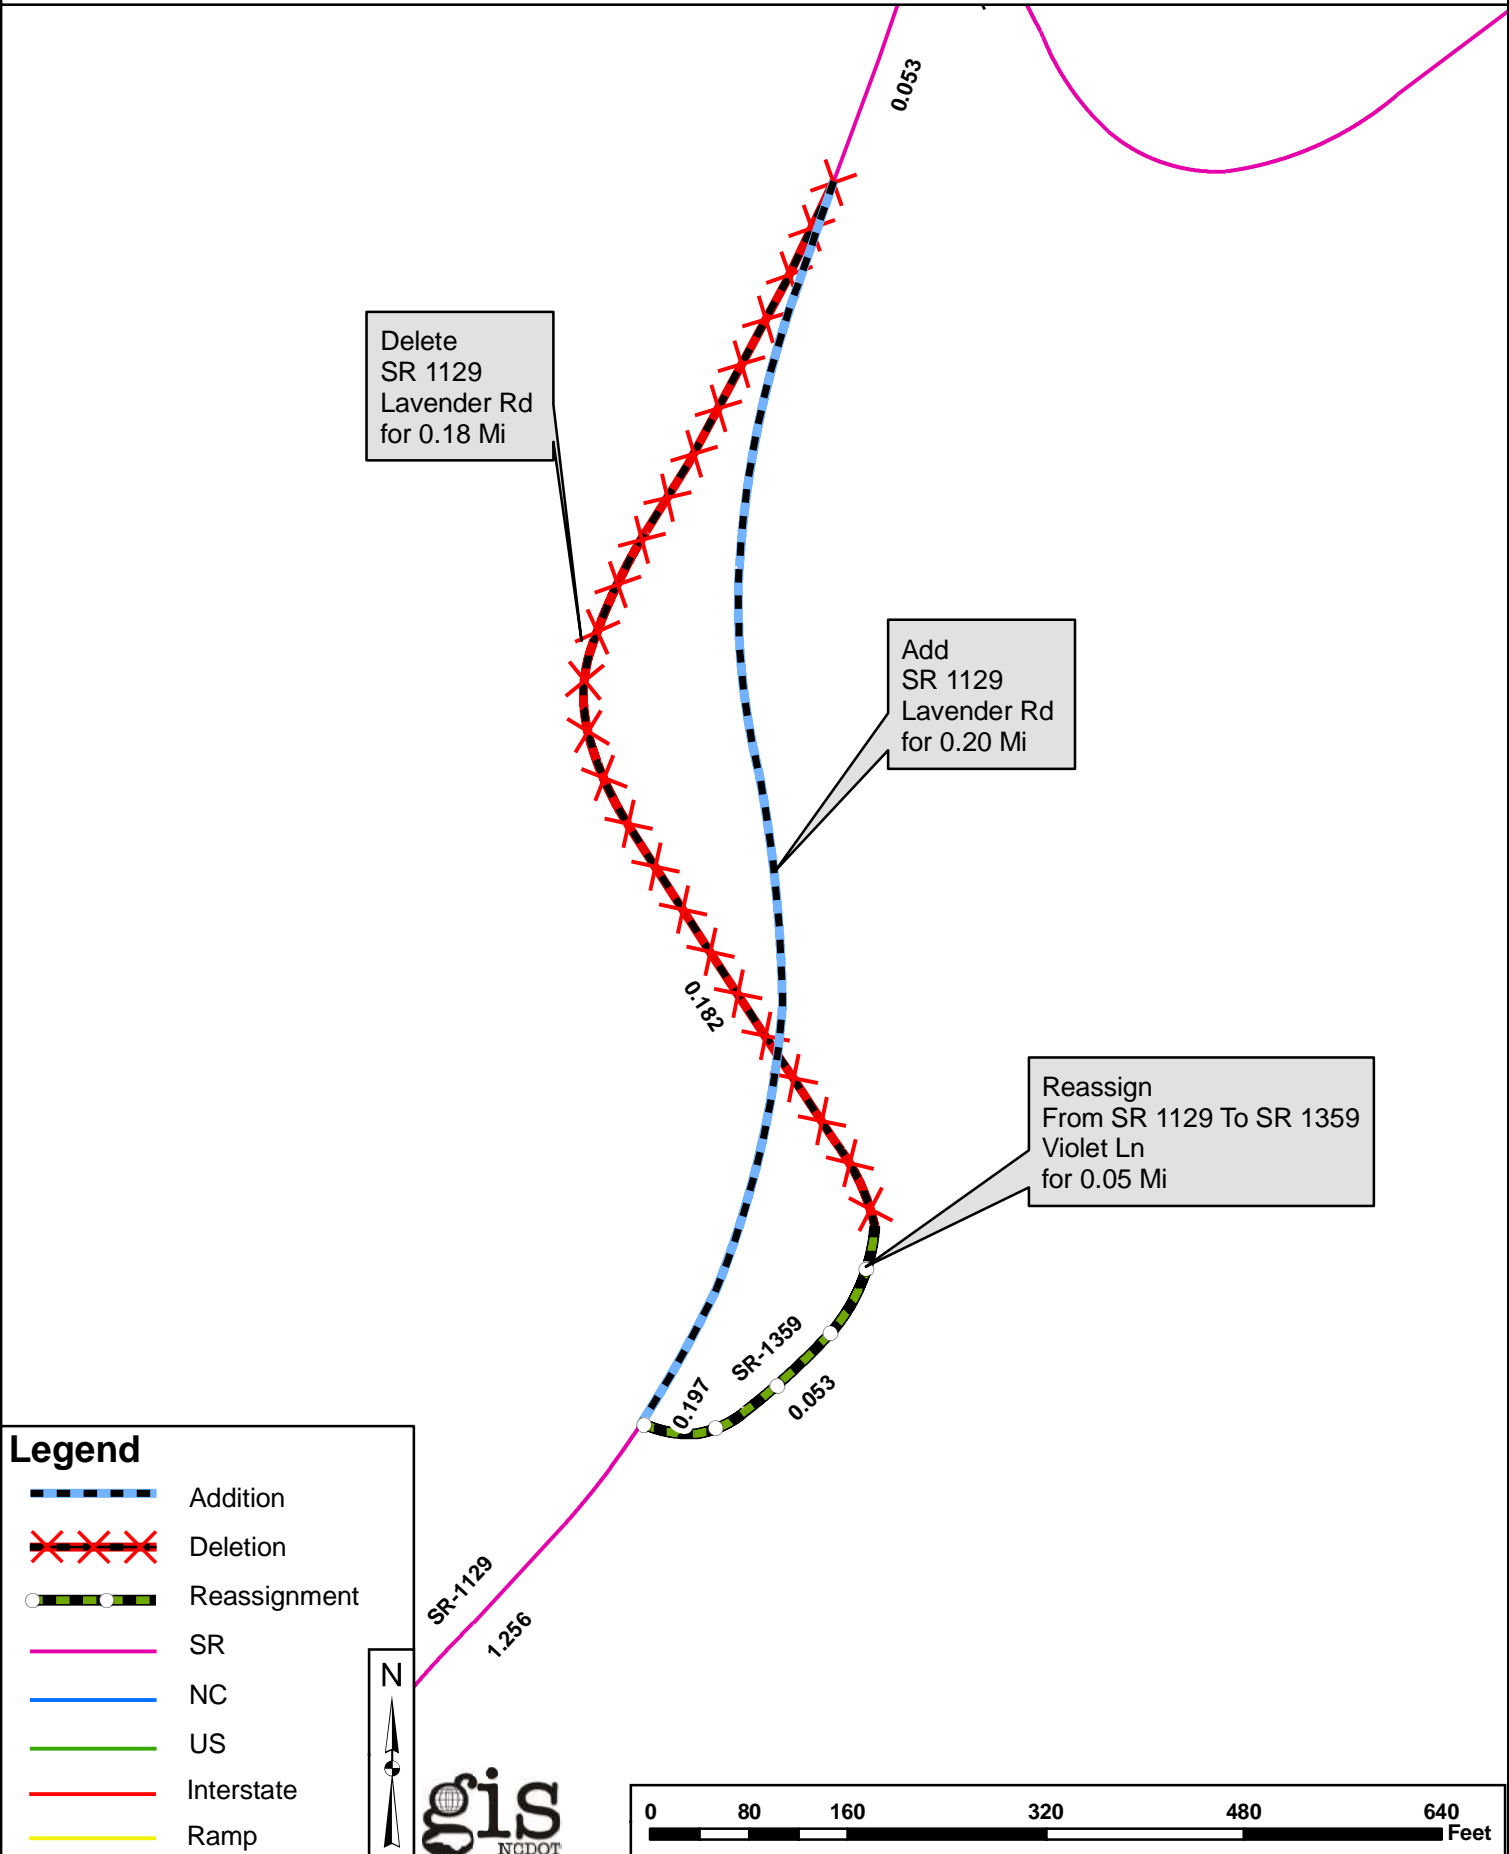 0.053
Delete
SR 1129
Lavender Rd
for 0.18 Mi
Add
SR 1129
Lavender Rd
for 0.20 Mi
0.182
Reassign
From SR 1129 To SR 1359
Violet Ln
for 0.05 Mi
SR-1359
0.197
0.053
SR-1129
1.256
Legend
Addition
Deletion
Reassignment
SR
NC
US
Interstate
Ramp
N
gis
NCDOT
0 80 160 320 480 640
Feet